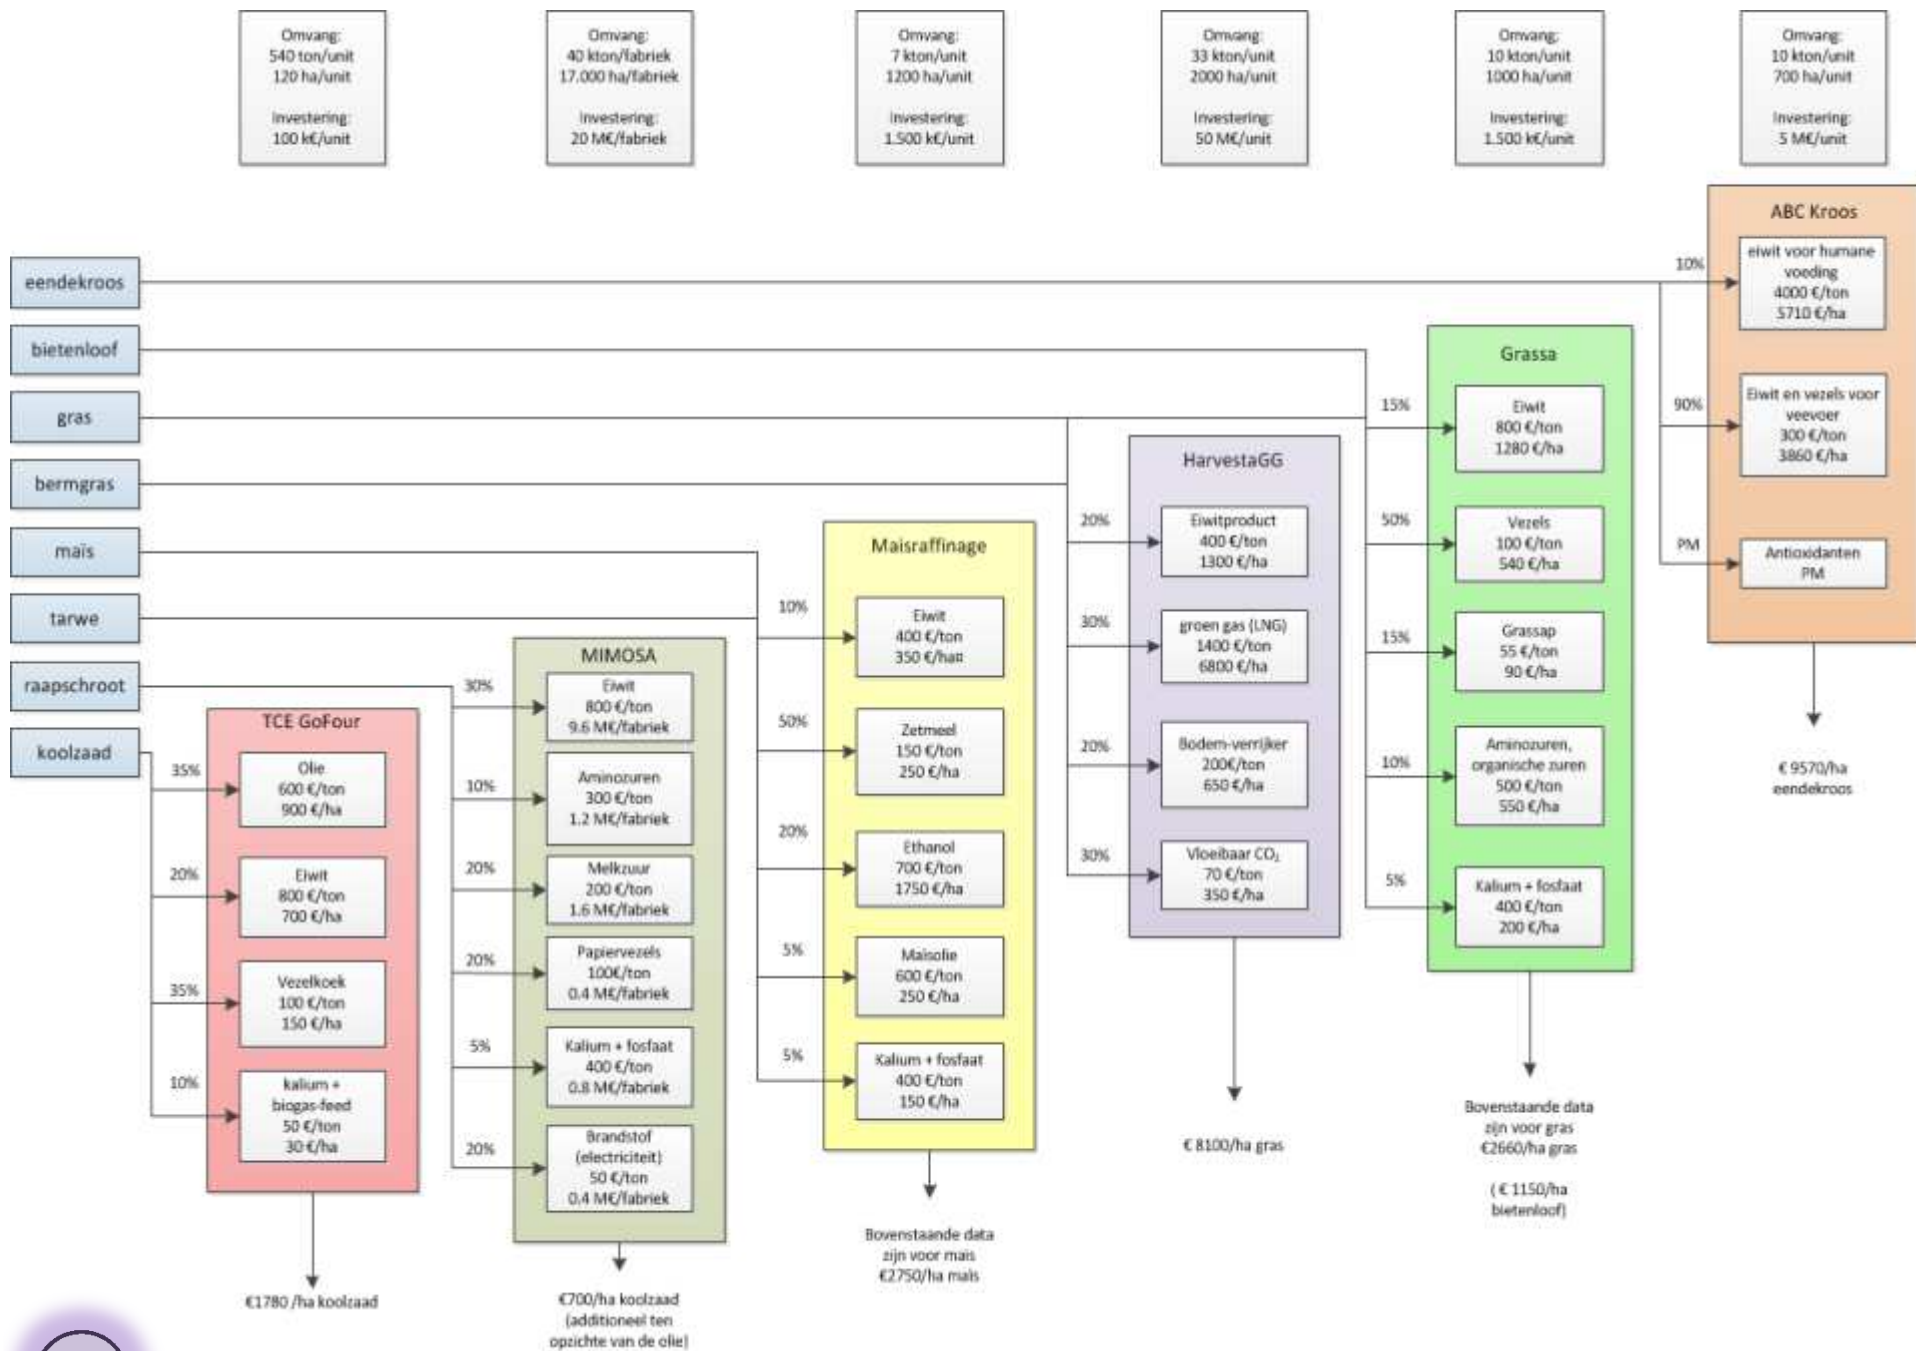 Omvang:
540 ton/unit
120 ha/unit
Investering:
100 k€/unit
Omvang:
40 kton/fabriek
17.000 ha/fabriek
Investering:
20 M€/fabriek
Omvang:
7 kton/unit
1200 ha/unit
Investering:
1.500 k€/unit
Omvang:
33 kton/unit
2000 ha/unit
Investering:
50 M€/unit
Omvang:
10 kton/unit
1000 ha/unit
Investering:
1.500 k€/unit
Omvang:
10 kton/unit
700 ha/unit
Investering:
5 M€/unit
eendekroos
bietenloof
gras
bermgras
maïs
tarwe
raapschroot
koolzaad
TCE GoFour
35%
Olie
600 €/ton
900 €/ha
20%
Eiwit
800 €/ton
700 €/ha
35%
Vezelkoek
100 €/ton
150 €/ha
10%
kalium +
biogas-feed
50 €/ton
30 €/ha
€1780 /ha koolzaad
MIMOSA
30%
Eiwit
800 €/ton
9.6 M€/fabriek
10%
Aminozuren
300 €/ton
1.2 M€/fabriek
20%
Melkzuur
200 €/ton
1.6 M€/fabriek
20%
Papiervezels
100€/ton
0.4 M€/fabriek
5%
Kalium + fosfaat
400 €/ton
0.8 M€/fabriek
20%
Brandstof
(electriciteit)
50 €/ton
0.4 M€/fabriek
€700/ha koolzaad
(additioneel ten
opzichte van de olie)
Maisraffinage
10%
Eiwit
400 €/ton
350 €/ha¤
50%
Zetmeel
150 €/ton
250 €/ha
20%
Ethanol
700 €/ton
1750 €/ha
5%
Maïsolie
600 €/ton
250 €/ha
5%
Kalium + fosfaat
400 €/ton
150 €/ha
Bovenstaande data
zijn voor maïs
€2750/ha maïs
HarvestaGG
20%
Eiwitproduct
400 €/ton
1300 €/ha
30%
groen gas (LNG)
1400 €/ton
6800 €/ha
20%
Bodem-verrijker
200€/ton
650 €/ha
30%
Vloeibaar CO₂
70 €/ton
350 €/ha
€ 8100/ha gras
Grassa
15%
Eiwit
800 €/ton
1280 €/ha
50%
Vezels
100 €/ton
540 €/ha
15%
Grassap
55 €/ton
90 €/ha
10%
Aminozuren,
organische zuren
500 €/ton
550 €/ha
5%
Kalium + fosfaat
400 €/ton
200 €/ha
Bovenstaande data
zijn voor gras
€2660/ha gras
( € 1150/ha
bietenloof)
ABC Kroos
10%
eiwit voor humane
voeding
4000 €/ton
5710 €/ha
90%
Eiwit en vezels voor
veevoer
300 €/ton
3860 €/ha
PM
Antioxidanten
PM
€ 9570/ha
eendekroos